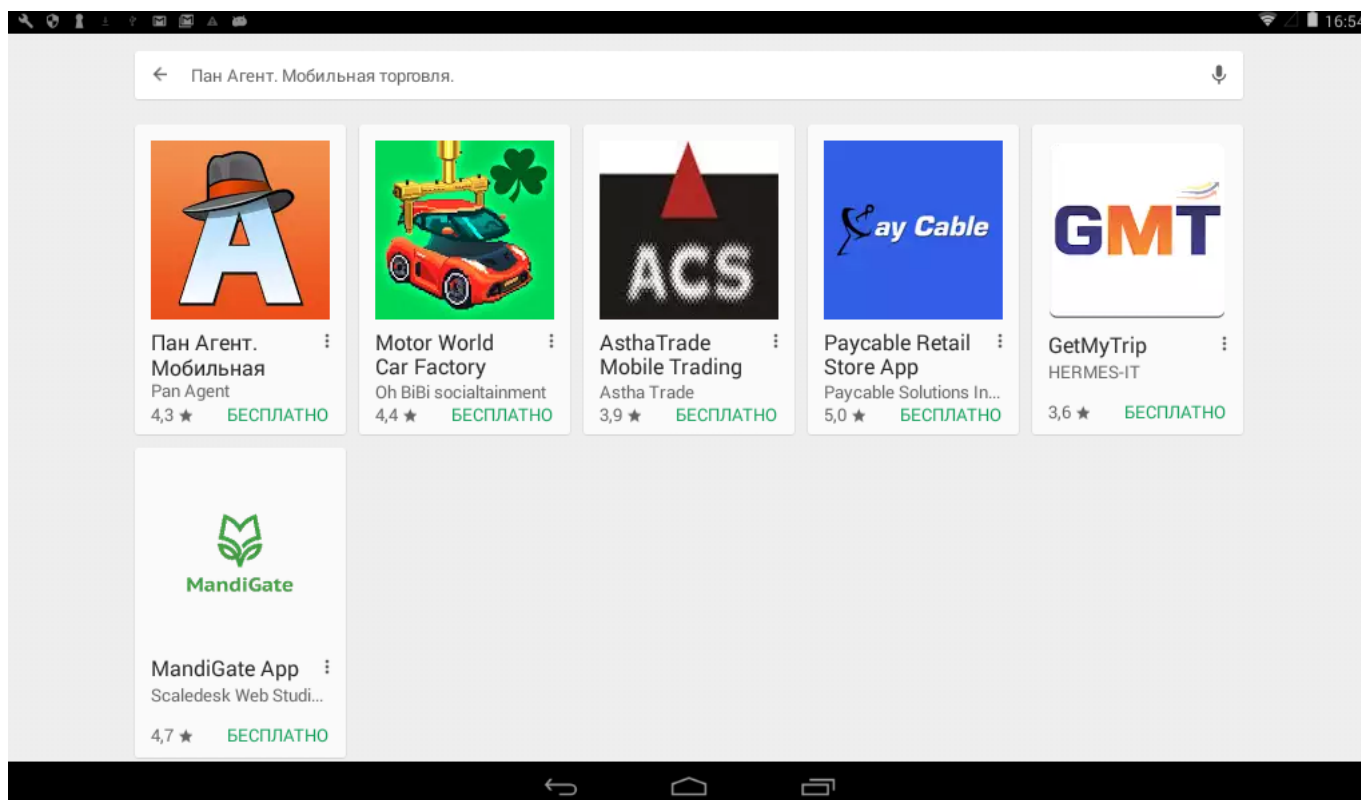 16:54
Пан Агент. Мобильная торговля.
A
ACS
Pay Cable
GMT
Пан Агент.
Мобильная
Pan Agent
4,3 ★ БЕСПЛАТНО
Motor World
Car Factory
Oh BiBi socialtainment
4,4 ★ БЕСПЛАТНО
AsthaTrade
Mobile Trading
Astha Trade
3,9 ★ БЕСПЛАТНО
Paycable Retail
Store App
Paycable Solutions In...
5,0 ★ БЕСПЛАТНО
GetMyTrip
HERMES-IT
3,6 ★ БЕСПЛАТНО
MandiGate
MandiGate App
Scaledesk Web Studi...
4,7 ★ БЕСПЛАТНО